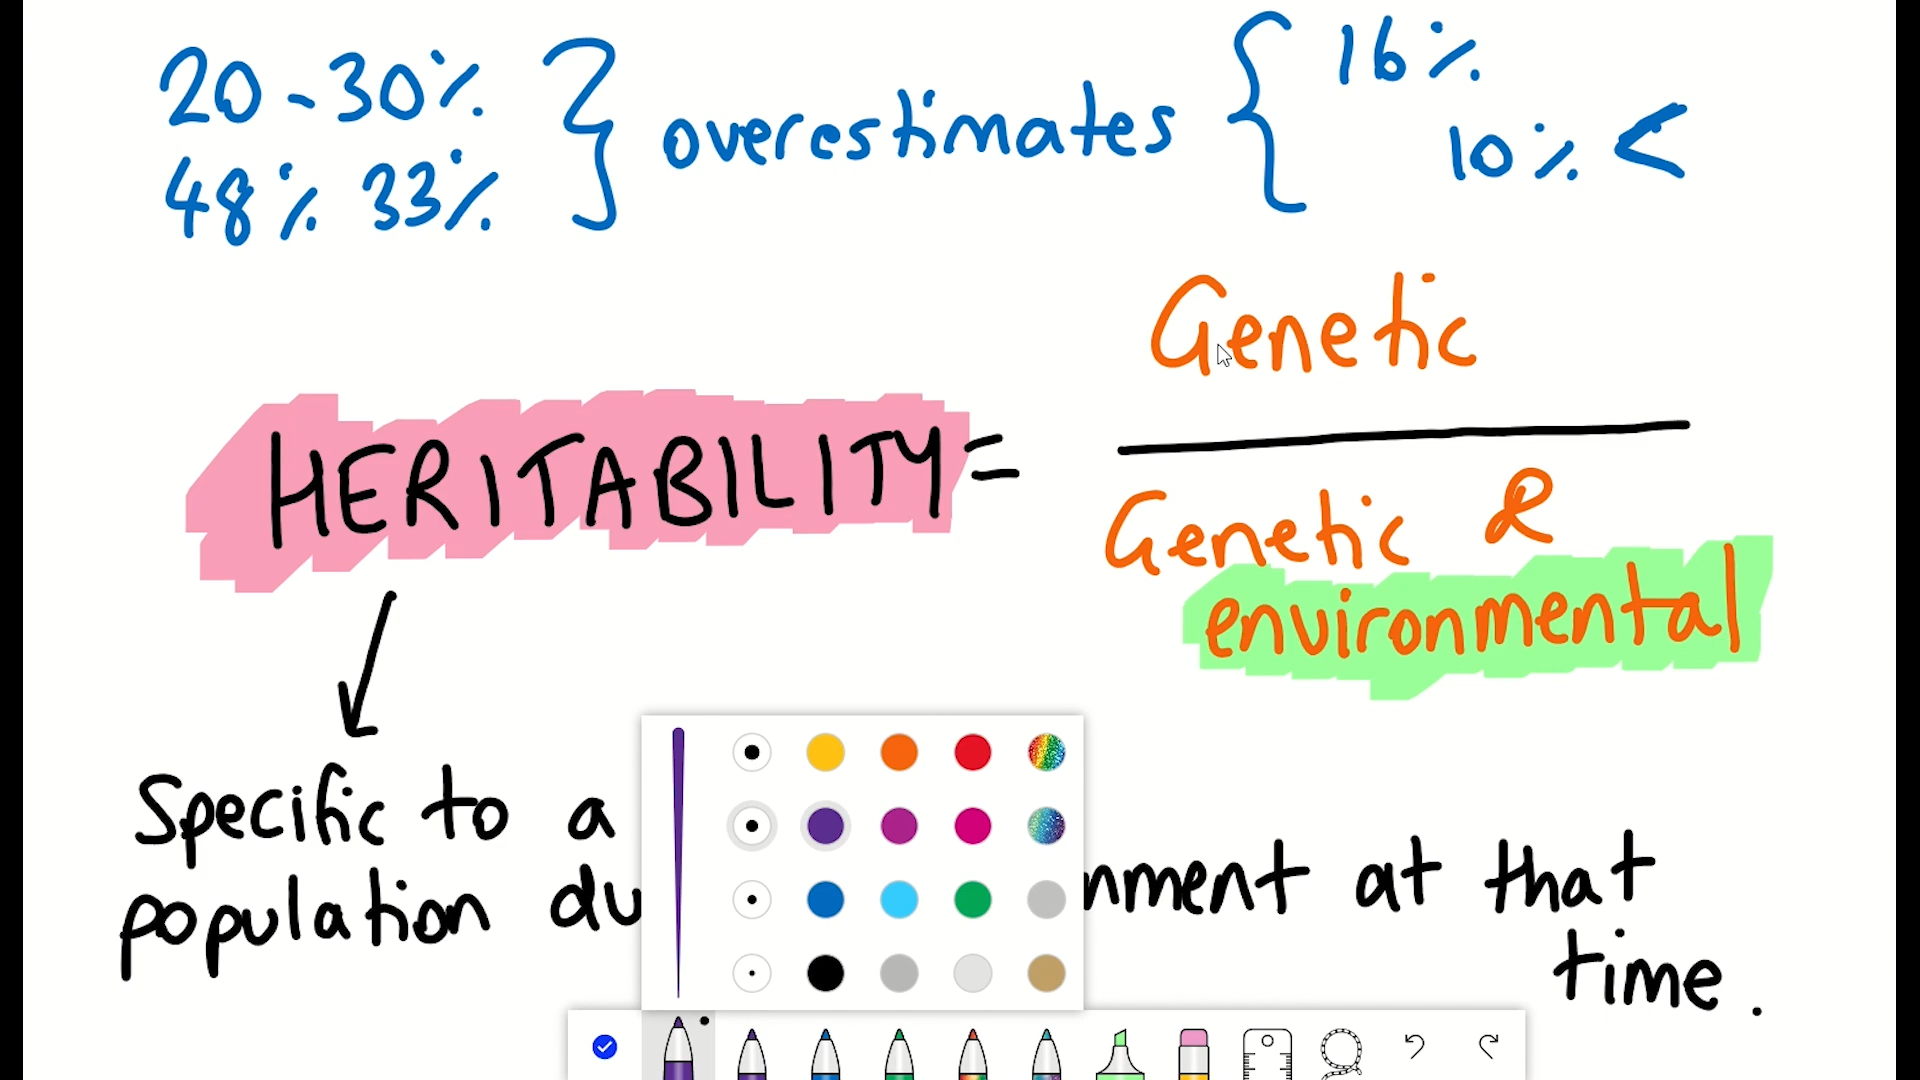 20-30%
48% 33%
} overestimates {
16%
10% <
Genetic
HERITABILITY =
Genetic &
environmental
Specific to a
population du nment at that
time.